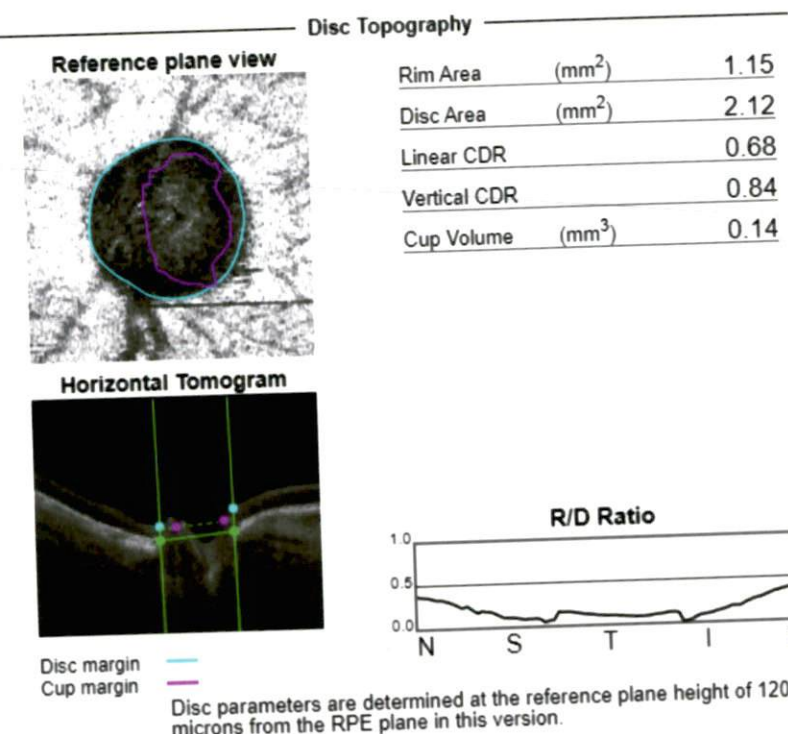 Disc Topography
Reference plane view
Rim Area (mm²) 1.15
Disc Area (mm²) 2.12
Linear CDR 0.68
Vertical CDR 0.84
Cup Volume (mm³) 0.14
Horizontal Tomogram
R/D Ratio
1.0
0.5
0.0
N S T I
Disc margin
Cup margin
Disc parameters are determined at the reference plane height of 120
microns from the RPE plane in this version.